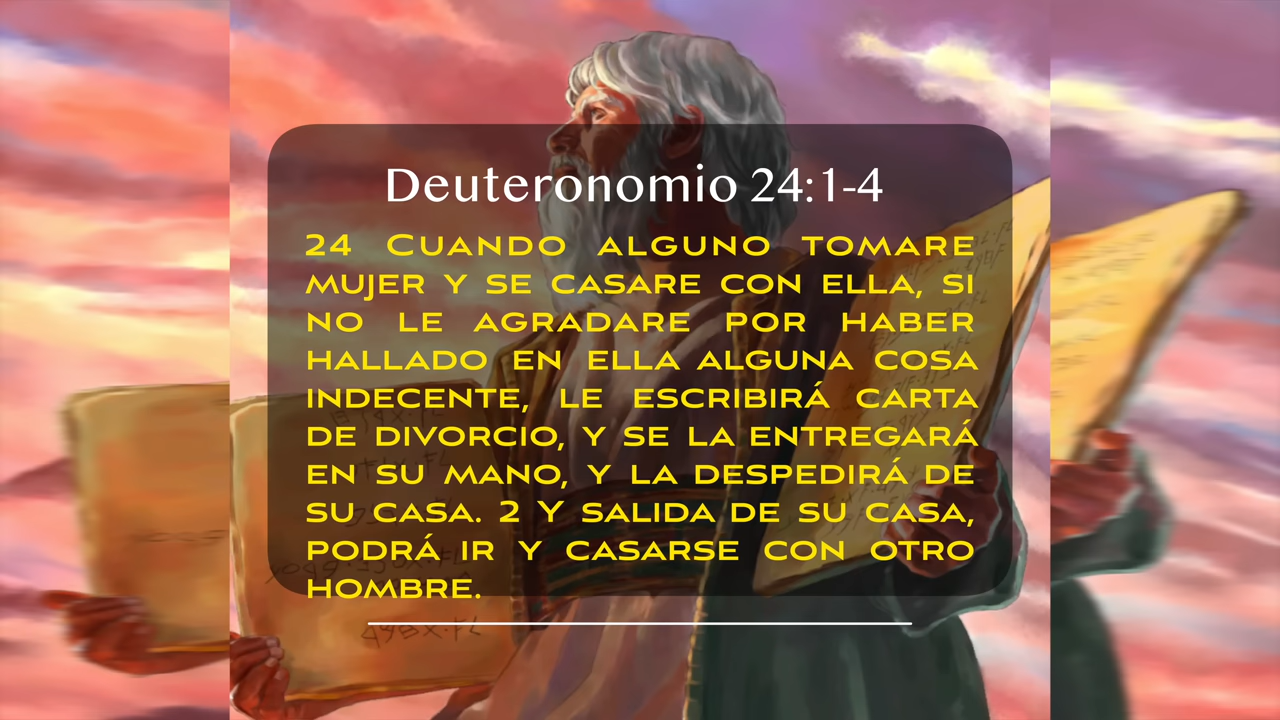 Deuteronomio 24:1-4
24 Cuando alguno tomare
mujer y se casare con ella, si
no le agradare por haber
hallado en ella alguna cosa
indecente, le escribirá carta
de divorcio, y se la entregará
en su mano, y la despedirá de
su casa. 2 Y salida de su casa,
podrá ir y casarse con otro
hombre.